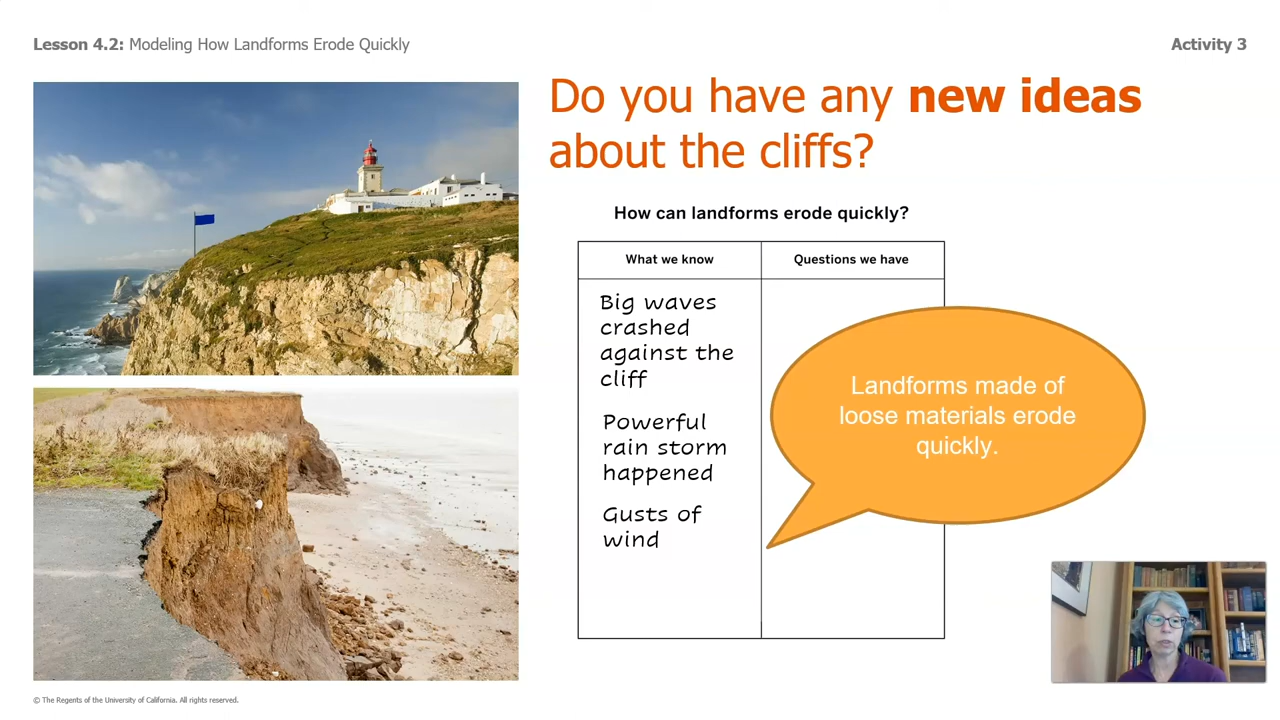 Lesson 4.2: Modeling How Landforms Erode Quickly
Activity 3
Do you have any new ideas
about the cliffs?
How can landforms erode quickly?
What we know
Questions we have
Big waves
crashed
against the
cliff
Powerful
rain storm
happened
Gusts of
wind
Landforms made of
loose materials erode
quickly.
© The Regents of the University of California. All rights reserved.